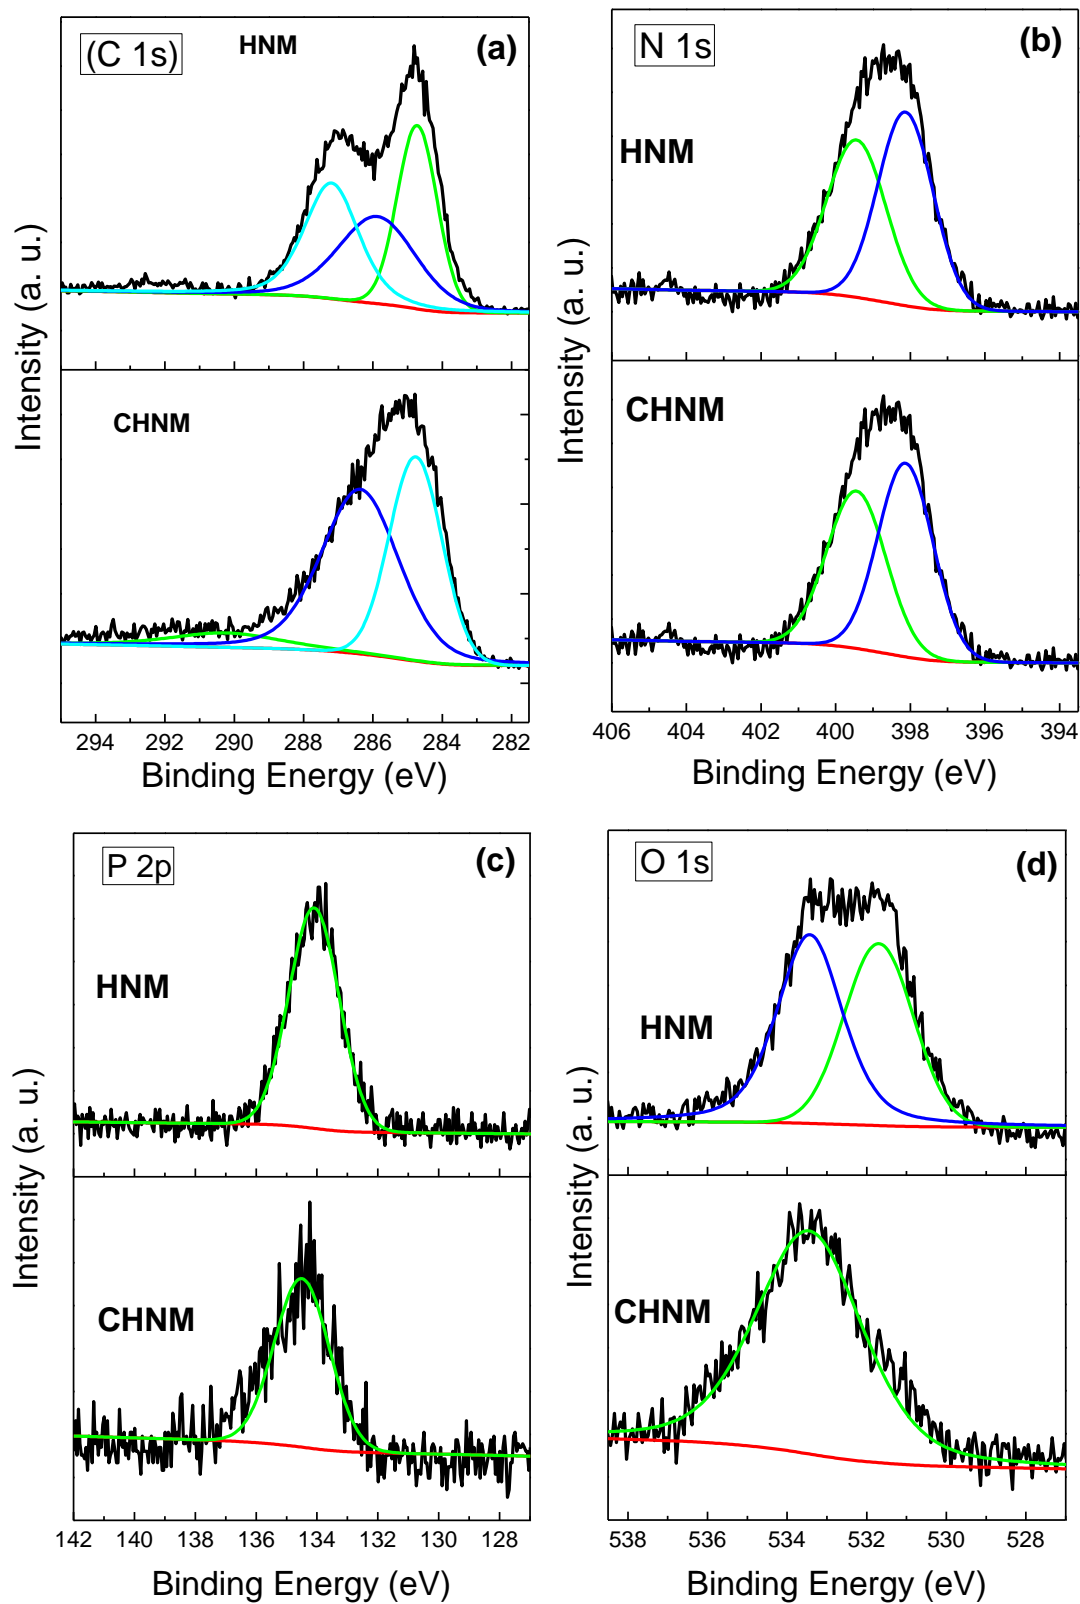 (C 1s)
HNM
(a)
CHNM
Intensity (a. u.)
294 292 290 288 286 284 282
Binding Energy (eV)
N 1s
(b)
HNM
CHNM
Intensity (a. u.)
406 404 402 400 398 396 394
Binding Energy (eV)
P 2p
(c)
HNM
CHNM
Intensity (a. u.)
142 140 138 136 134 132 130 128
Binding Energy (eV)
O 1s
(d)
HNM
CHNM
Intensity (a. u.)
538 536 534 532 530 528
Binding Energy (eV)